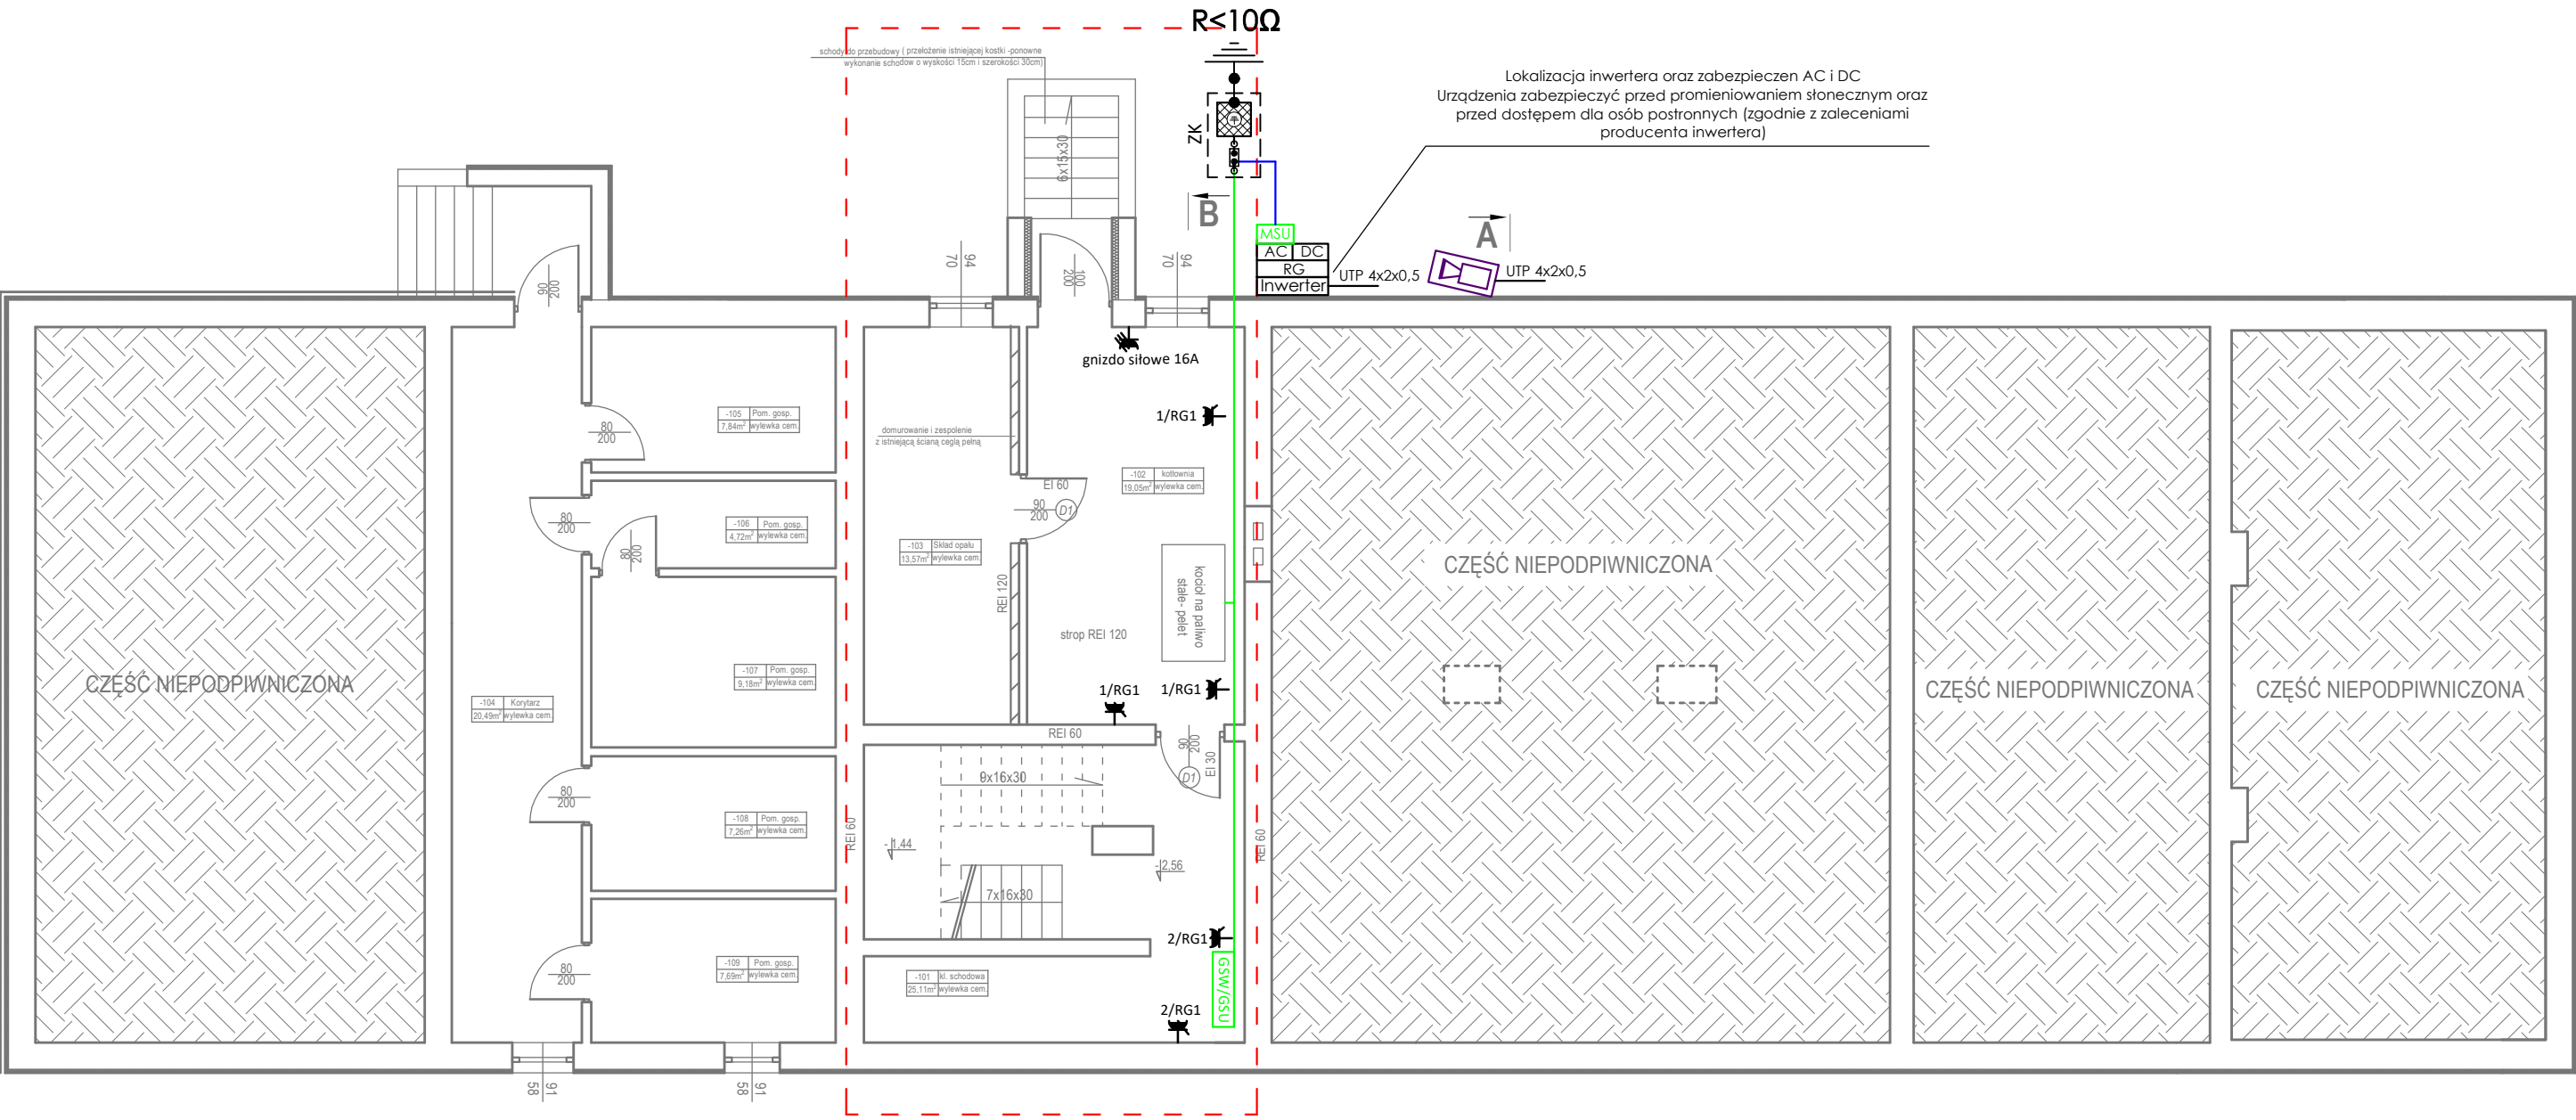 R<10Ω
schody do przebudowy ( przełożenie istniejącej kostki -ponowne
wykonanie schodow o wyskości 15cm i szerokości 30cm)
Lokalizacja inwertera oraz zabezpieczen AC i DC
Urządzenia zabezpieczyć przed promieniowaniem słonecznym oraz
przed dostępem dla osób postronnych (zgodnie z zaleceniami
producenta inwertera)
ZK
6x15x30
B
A
MSU
AC DC
RG
Inwerter
UTP 4x2x0,5
UTP 4x2x0,5
90
200
94
70
100
200
94
70
gnizdo siłowe 16A
1/RG1
-105 Pom. gosp.
7,84m² wylewka cem.
80
200
domurowanie i zespolenie
z istniejącą ścianą cegłą pełną
-102 kotłownia
19,05m² wylewka cem.
EI 60
90
200
D1
80
200
-106 Pom. gosp.
4,72m² wylewka cem.
80
200
-103 Skład opału
13,57m² wylewka cem.
REI 120
kocioł na paliwo
stałe- pelet
strop REI 120
CZĘŚĆ NIEPODPIWNICZONA
CZĘŚĆ NIEPODPIWNICZONA
CZĘŚĆ NIEPODPIWNICZONA
CZĘŚĆ NIEPODPIWNICZONA
-107 Pom. gosp.
9,18m² wylewka cem.
-104 Korytarz
20,49m² wylewka cem.
1/RG1
1/RG1
REI 60
90
200
EI 30
D1
9x16x30
80
200
-108 Pom. gosp.
7,26m² wylewka cem.
REI 60
-1,44
-2,56
REI 60
7x16x30
2/RG1
80
200
-109 Pom. gosp.
7,69m² wylewka cem.
-101 kl. schodowa
25,11m² wylewka cem.
GSW/GSU
2/RG1
91
58
91
58